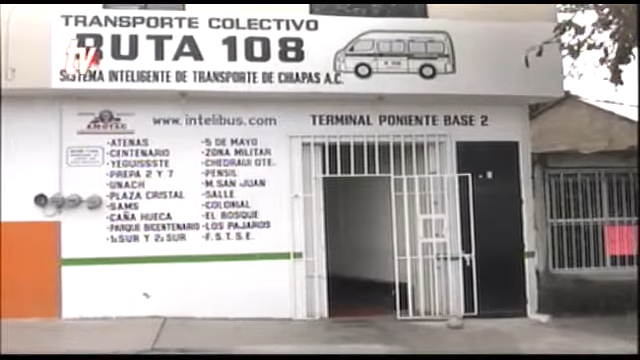 TRANSPORTE COLECTIVO
RUTA 108
SISTEMA INTELIGENTE DE TRANSPORTE DE CHIAPAS A.C.
tv
www.intelibus.com
TERMINAL PONIENTE BASE 2
·ATENAS
·CENTENARIO
·YEGUISSSTE
·PREPA 2 Y 7
·UNACH
·PLAZA CRISTAL
·SAMS
·CAÑA HUECA
·PARQUE BICENTENARIO
·1a SUR Y 2a SUR
·5 DE MAYO
·ZONA MILITAR
·CHEDRAUI OTE.
·PENSIL
·M. SAN JUAN
·SALLE
·COLONIAL
·EL BOSQUE
·LOS PAJAROS
·F.S.T.S.E.